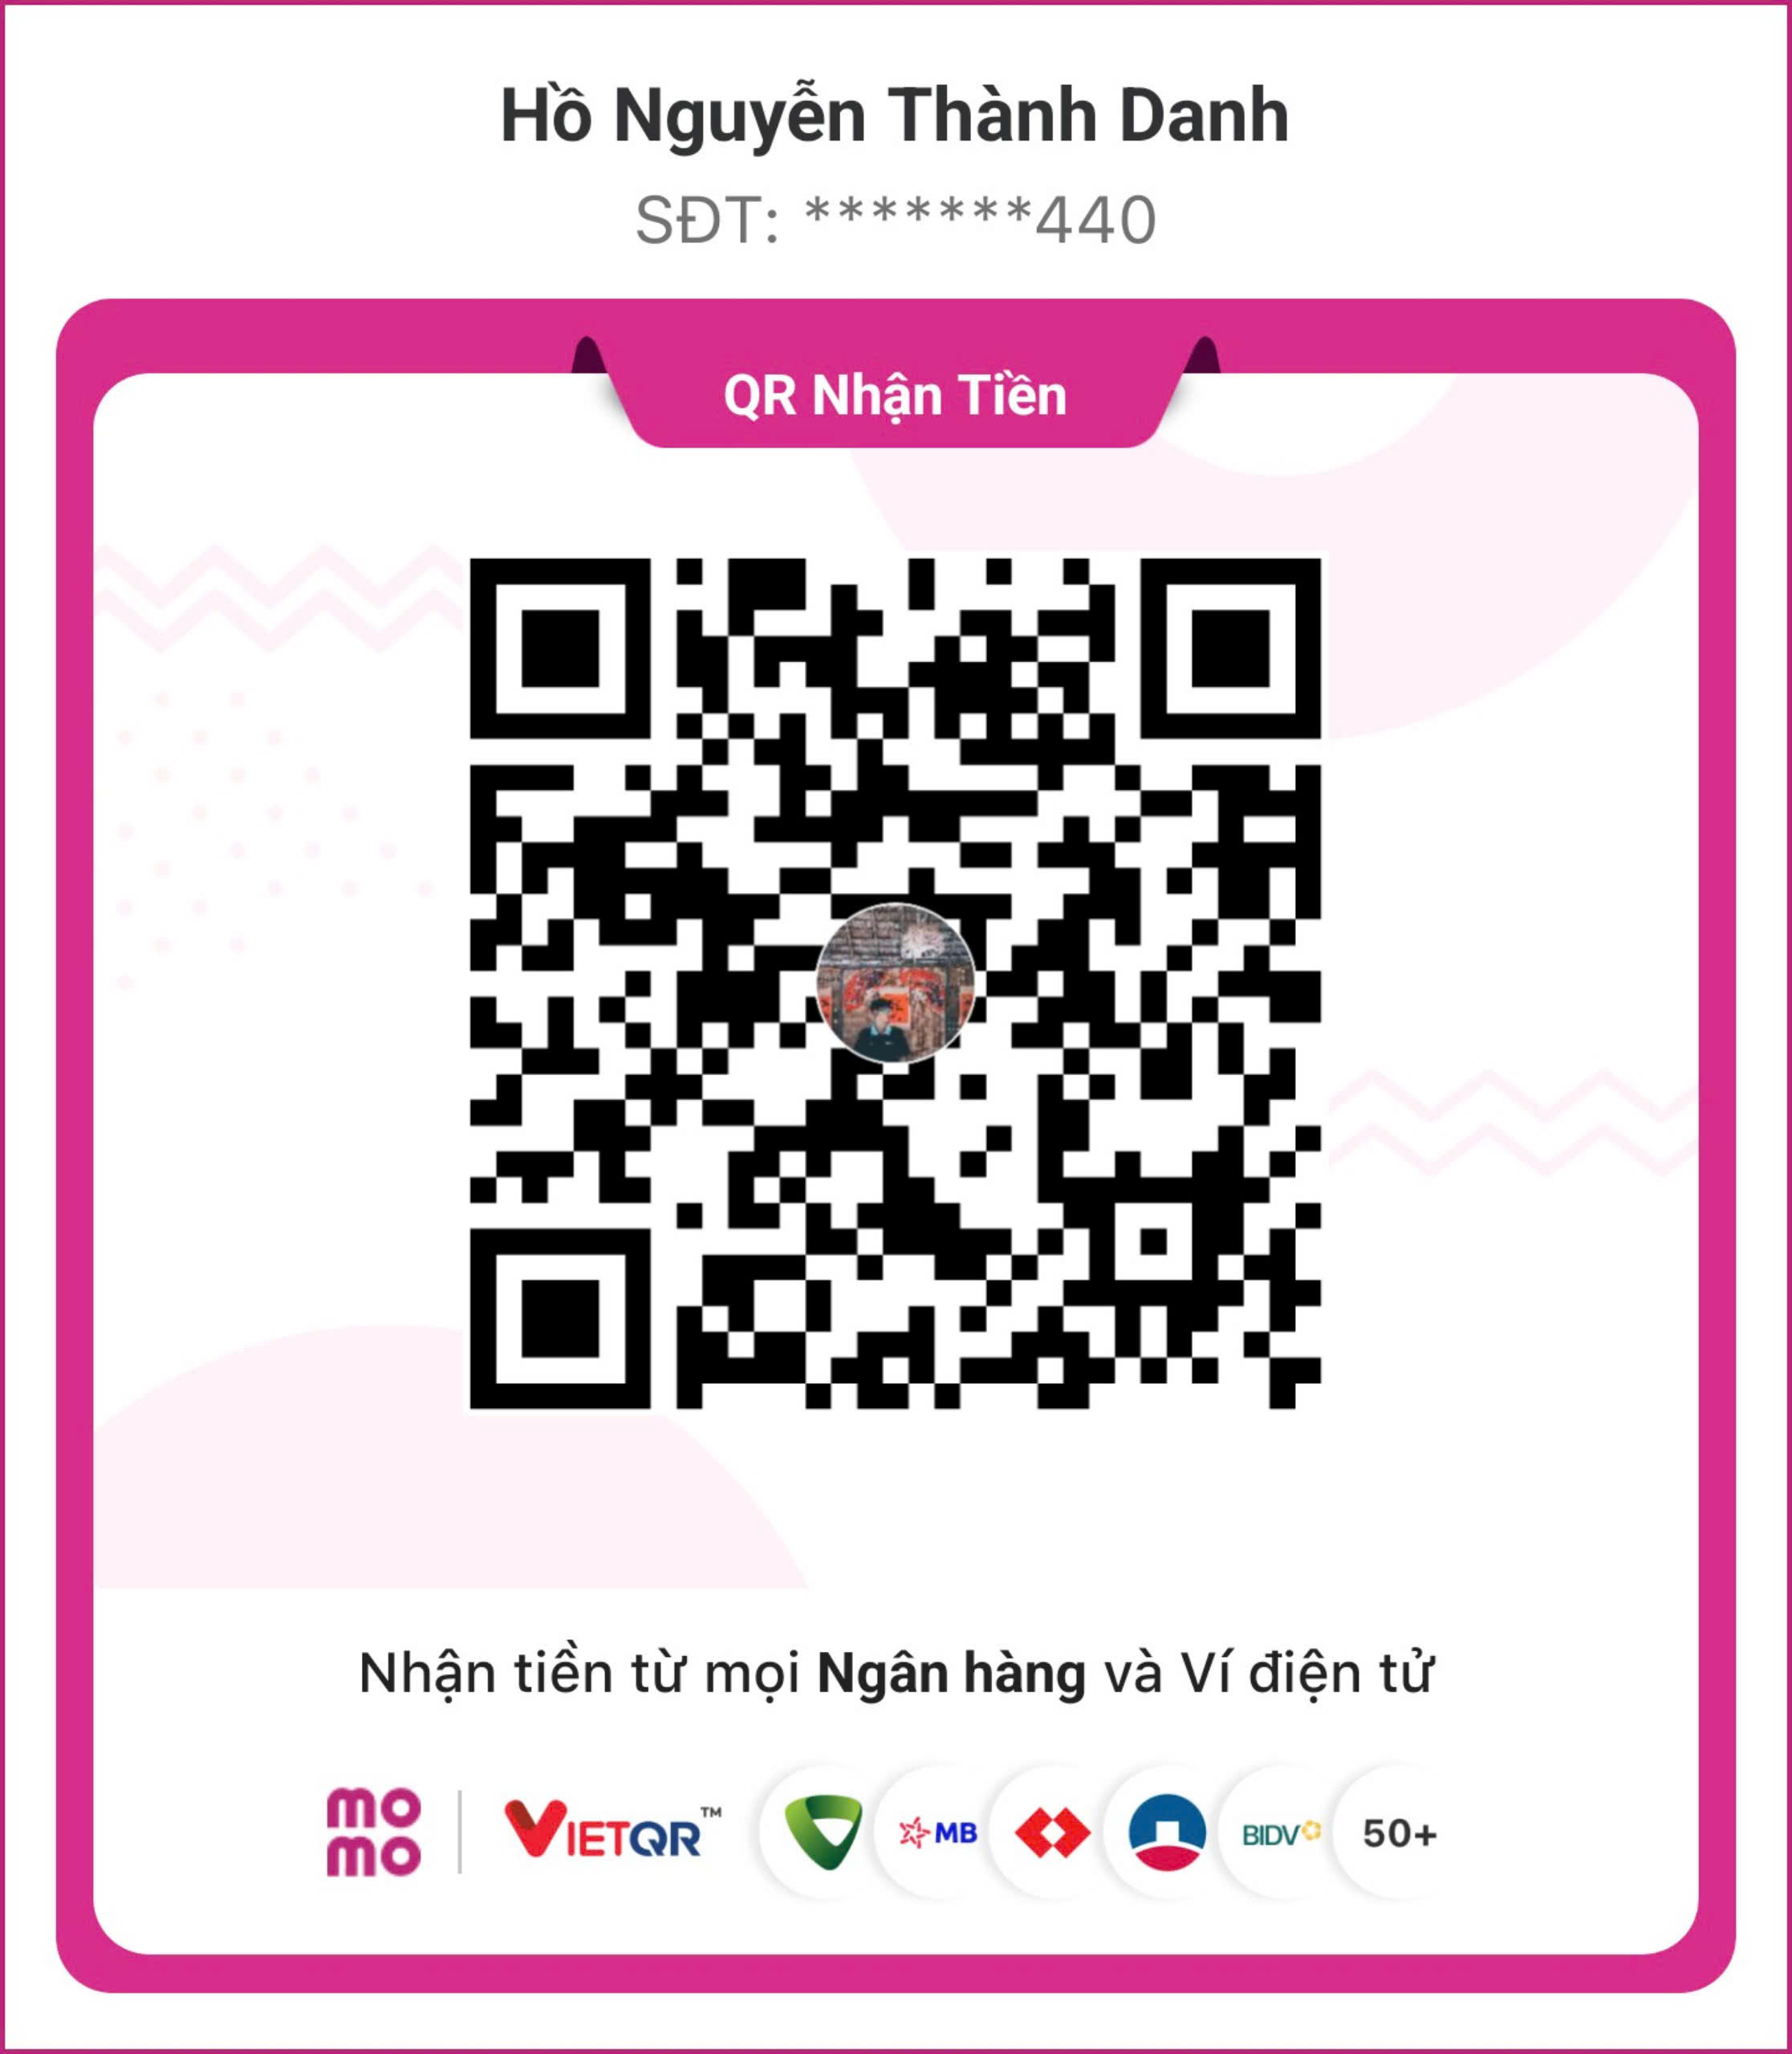 Hồ Nguyễn Thành Danh
SĐT: *******440
QR Nhận Tiền
Nhận tiền từ mọi Ngân hàng và Ví điện tử
mo
mo
VIETQR™
MB
BIDV
50+